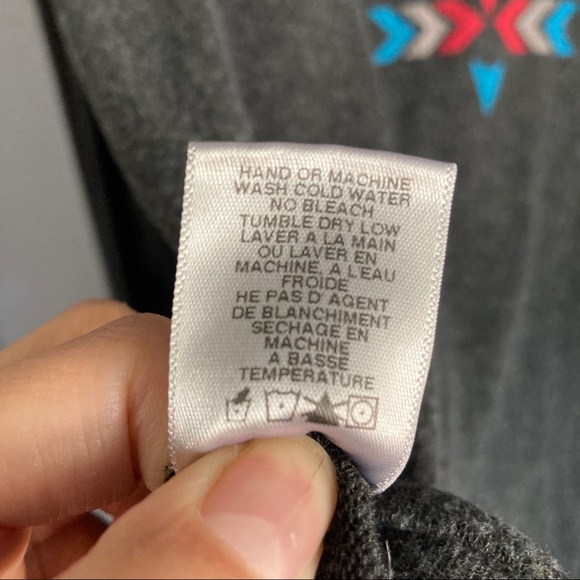 HAND OR MACHINE
WASH COLD WATER
NO BLEACH
TUMBLE DRY LOW
LAVER A LA MAIN
OU LAVER EN
MACHINE, A L'EAU
FROIDE
HE PAS D'AGENT
DE BLANCHIMENT
SECHAGE EN
MACHINE
A BASSE
TEMPERATURE